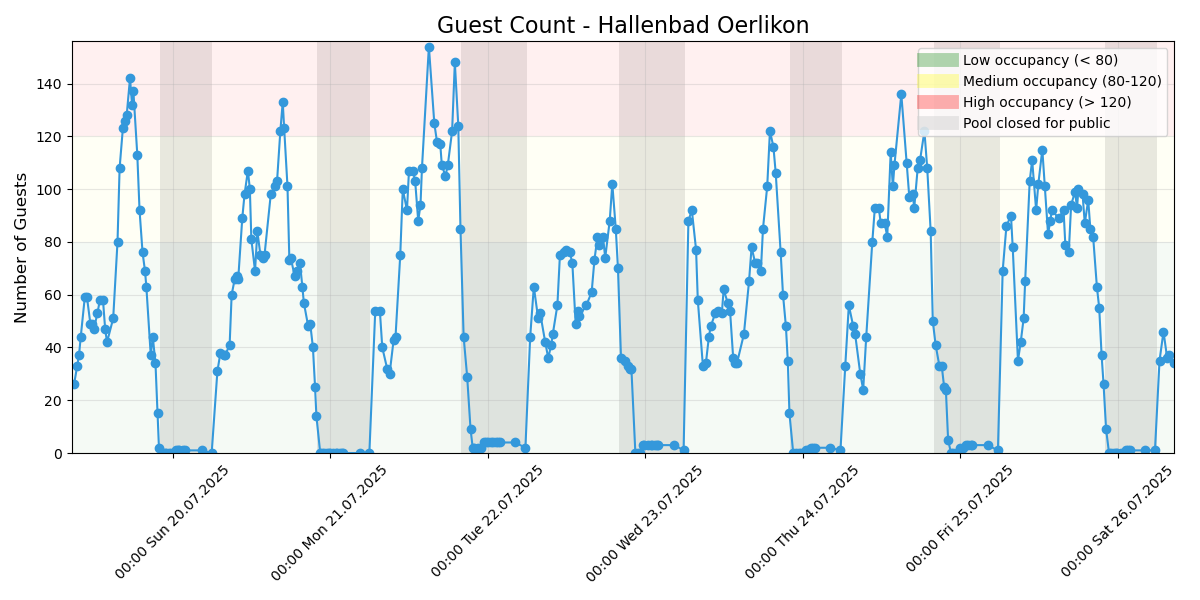 Guest Count - Hallenbad Oerlikon
Number of Guests
140
120
100
80
60
40
20
0
Low occupancy (< 80)
Medium occupancy (80-120)
High occupancy (> 120)
Pool closed for public
00:00 Sun 20.07.2025
00:00 Mon 21.07.2025
00:00 Tue 22.07.2025
00:00 Wed 23.07.2025
00:00 Thu 24.07.2025
00:00 Fri 25.07.2025
00:00 Sat 26.07.2025